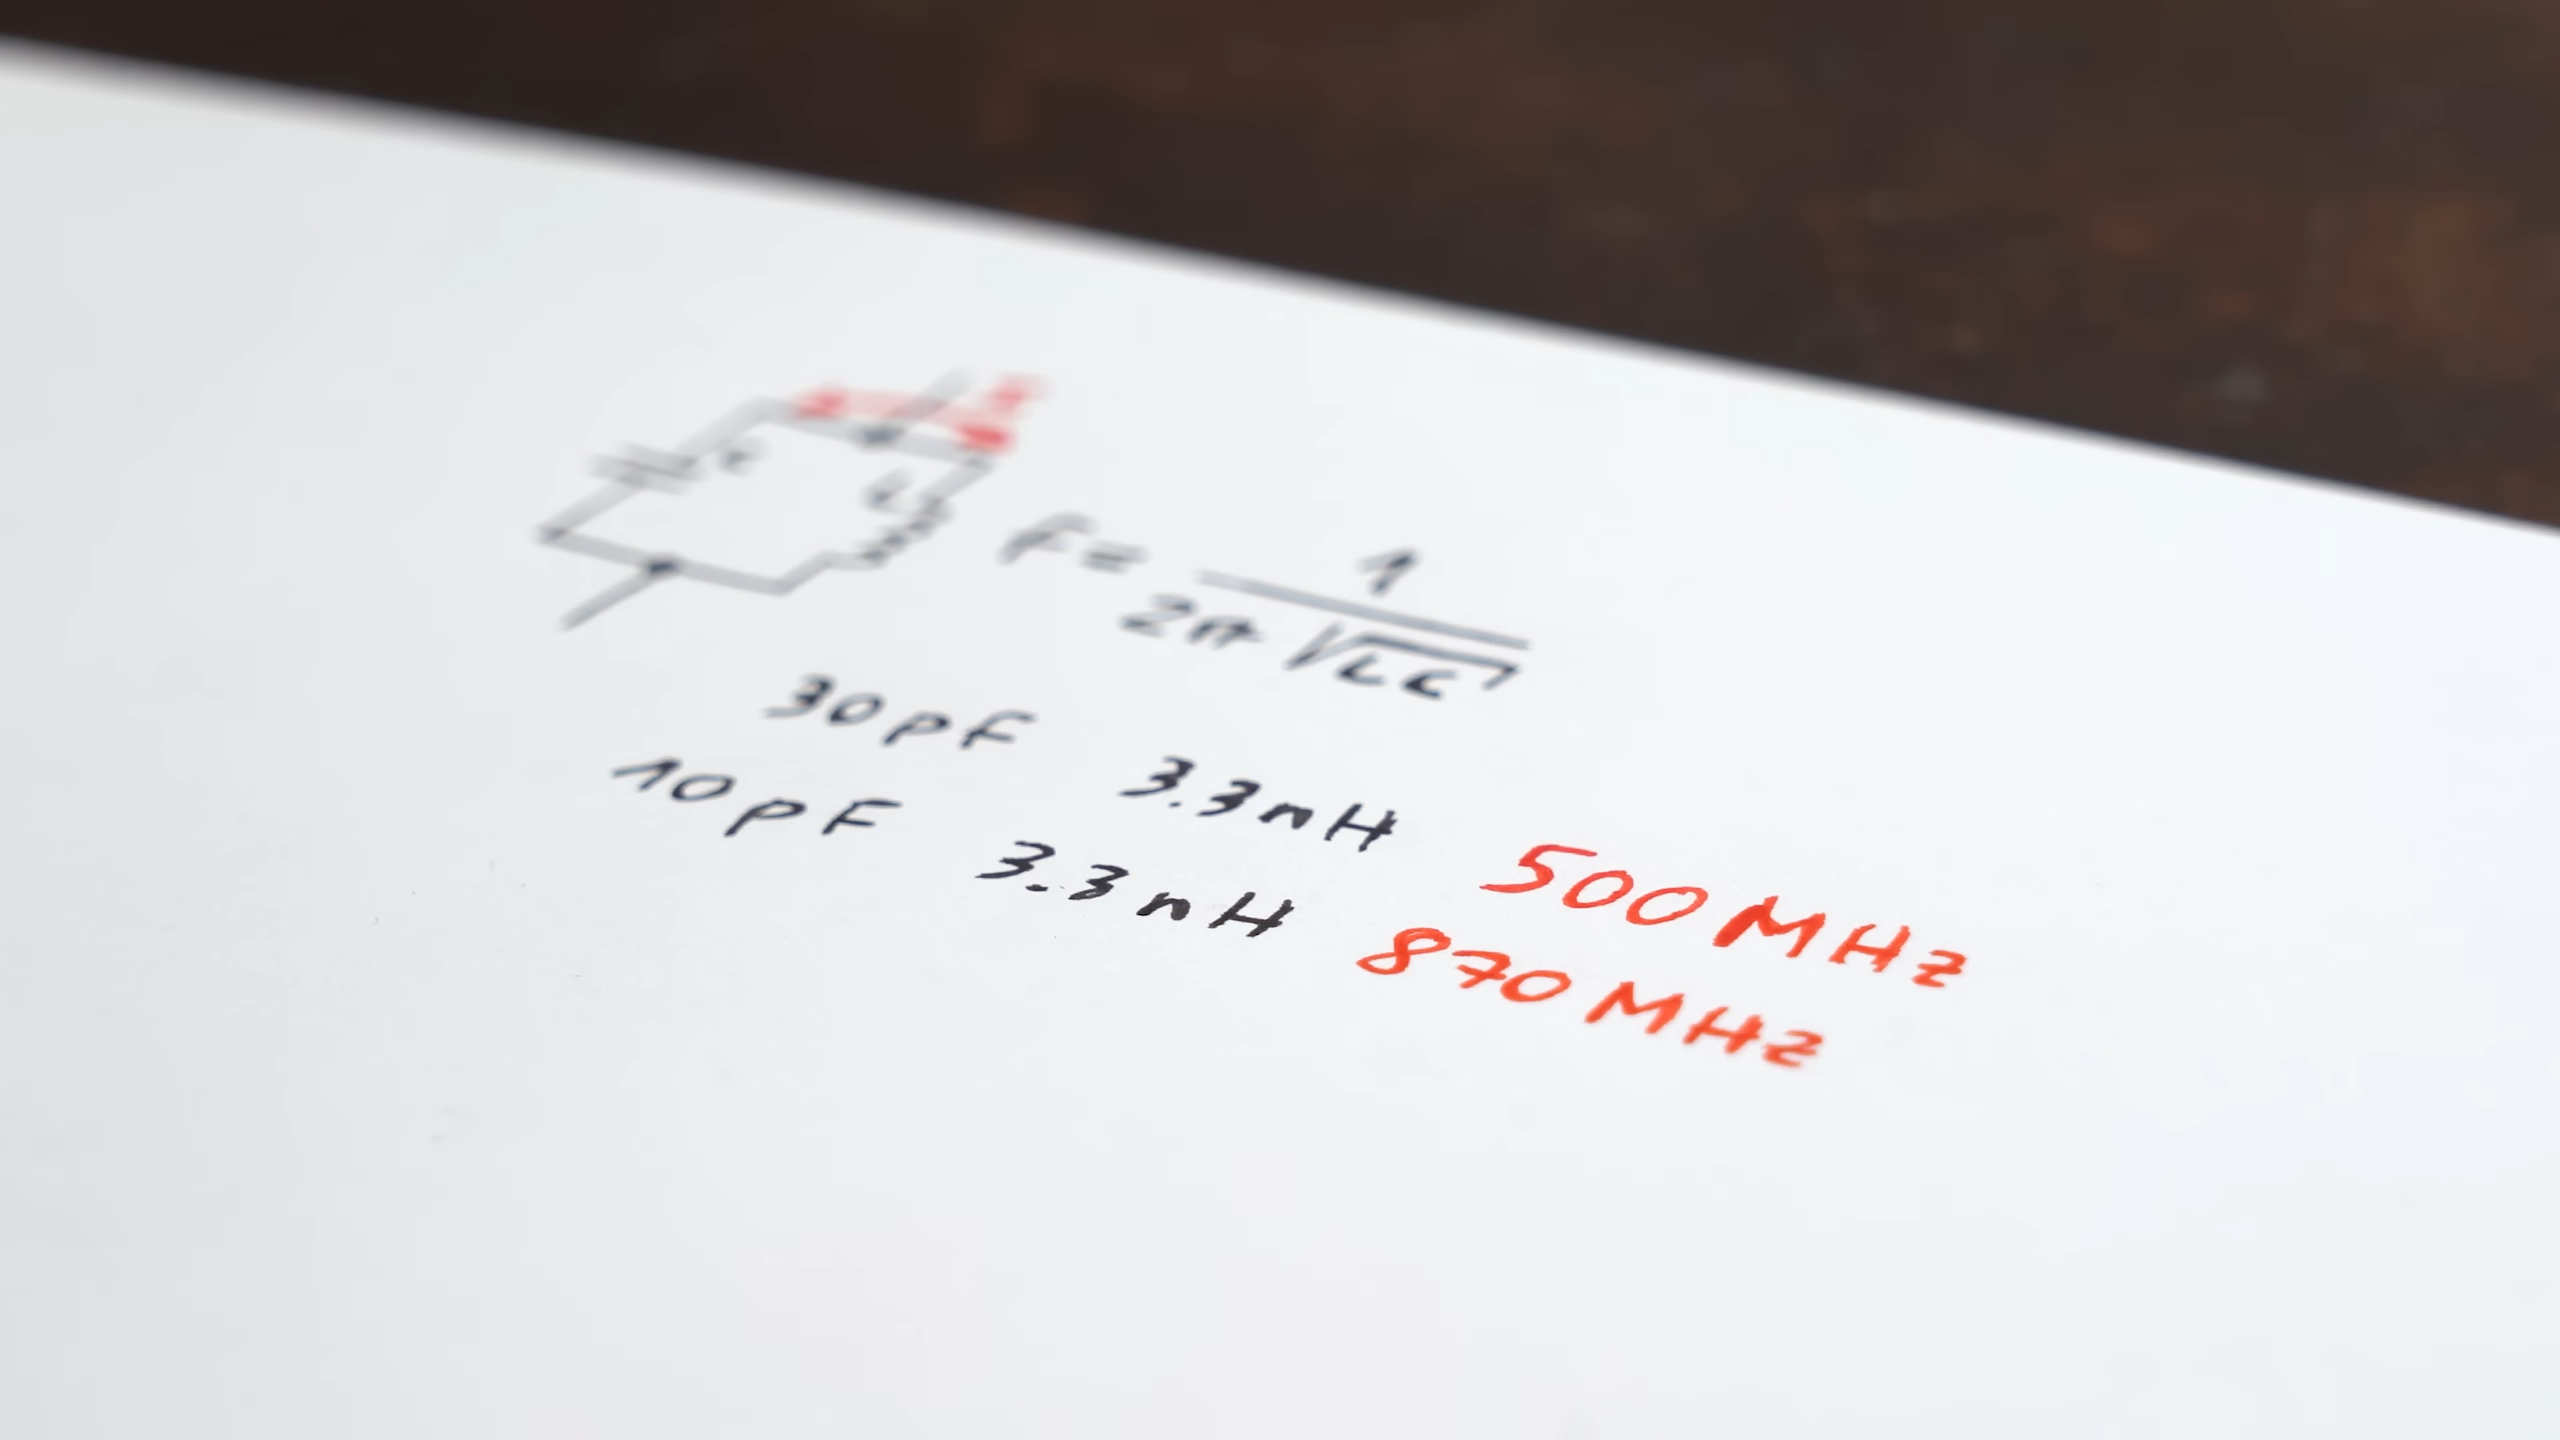 C
L
f = 1 / 2π √LC
30pF 3.3nH 500MHz
10pF 3.3nH 870MHz